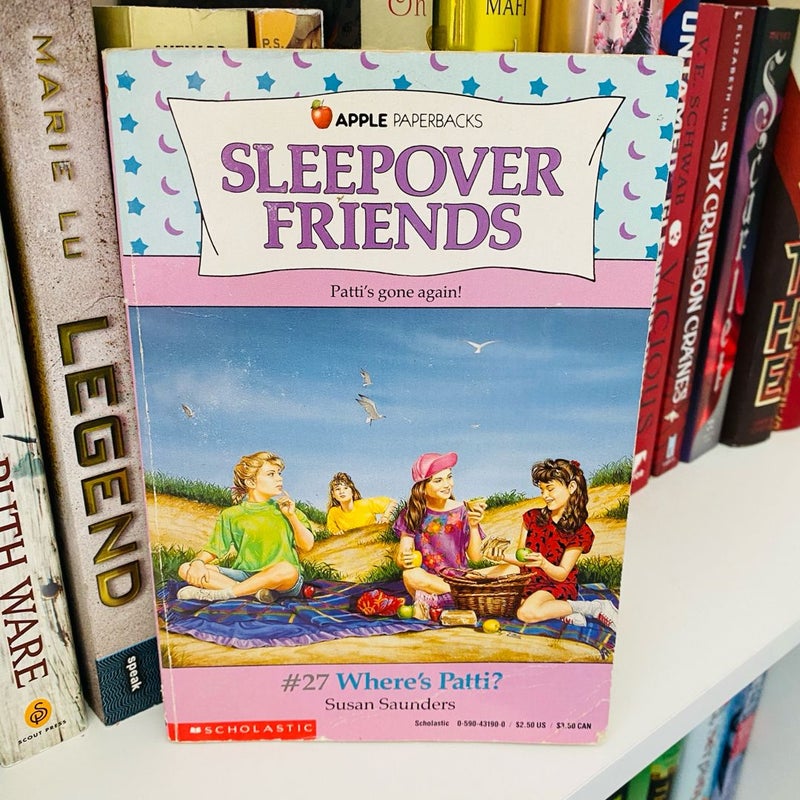 APPLE PAPERBACKS
SLEEPOVER
FRIENDS
Patti's gone again!
#27 Where's Patti?
Susan Saunders
SCHOLASTIC
Scholastic 0-590-43190-0 / $2.50 US / $3.50 CAN
MARIE LU
LEGEND
speak
RUTH WARE
SCOUT PRESS
P.S.
Oh
MAFI
V.E. SCHWAB
VICIOUS
ELIZABETH LIM
SIX CRIMSON CRANES
THE